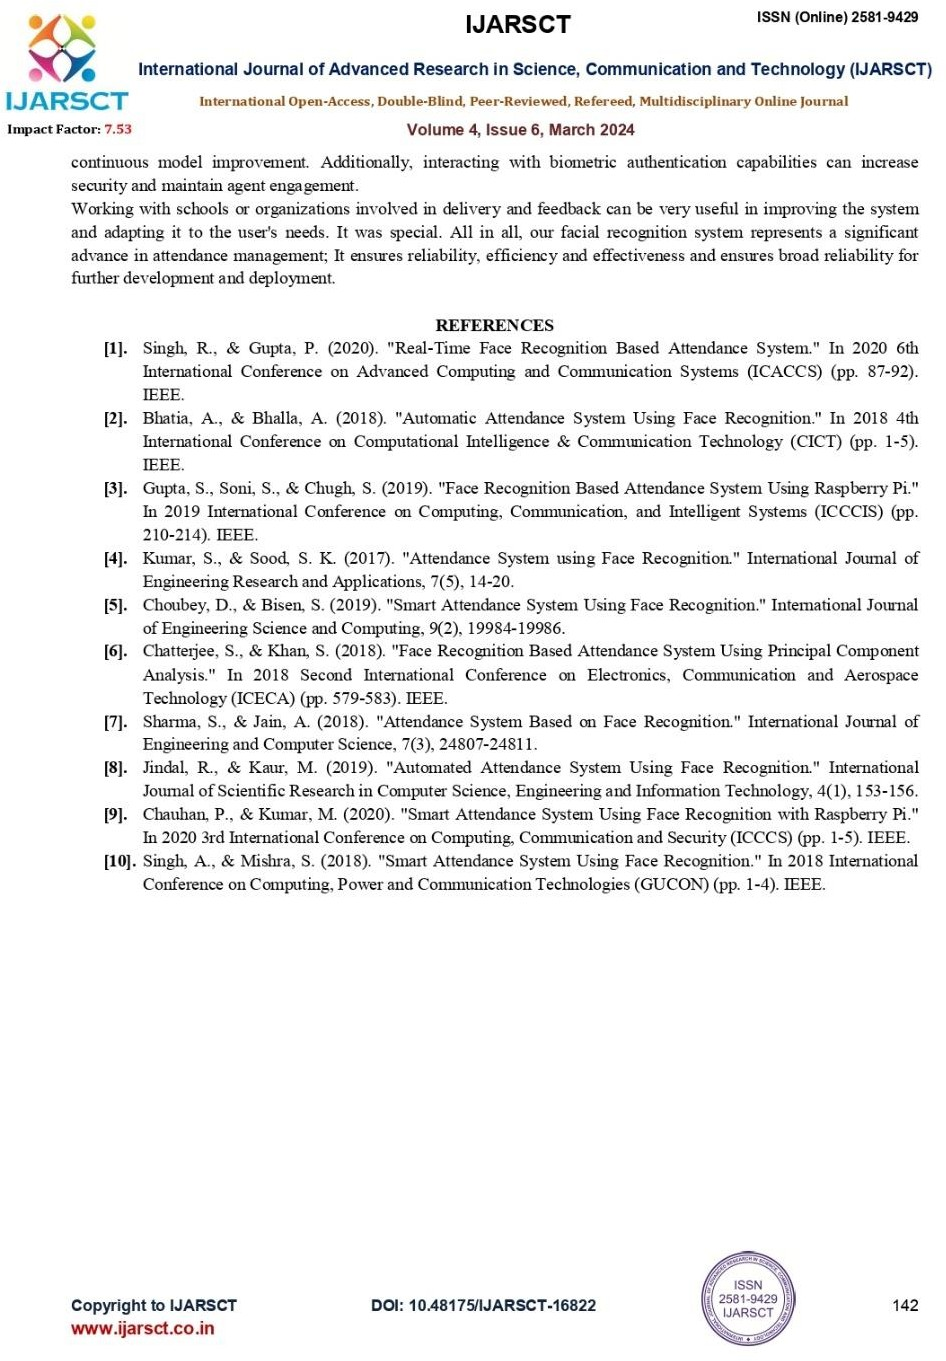 IJARSCT
ISSN (Online) 2581-9429
International Journal of Advanced Research in Science, Communication and Technology (IJARSCT)
IJARSCT
International Open-Access, Double-Blind, Peer-Reviewed, Refereed, Multidisciplinary Online Journal
Impact Factor: 7.53
Volume 4, Issue 6, March 2024
continuous model improvement. Additionally, interacting with biometric authentication capabilities can increase
security and maintain agent engagement.
Working with schools or organizations involved in delivery and feedback can be very useful in improving the system
and adapting it to the user's needs. It was special. All in all, our facial recognition system represents a significant
advance in attendance management; It ensures reliability, efficiency and effectiveness and ensures broad reliability for
further development and deployment.
REFERENCES
[1]. Singh, R., & Gupta, P. (2020). "Real-Time Face Recognition Based Attendance System." In 2020 6th
International Conference on Advanced Computing and Communication Systems (ICACCS) (pp. 87-92).
IEEE.
[2]. Bhatia, A., & Bhalla, A. (2018). "Automatic Attendance System Using Face Recognition." In 2018 4th
International Conference on Computational Intelligence & Communication Technology (CICT) (pp. 1-5).
IEEE.
[3]. Gupta, S., Soni, S., & Chugh, S. (2019). "Face Recognition Based Attendance System Using Raspberry Pi."
In 2019 International Conference on Computing, Communication, and Intelligent Systems (ICCCIS) (pp.
210-214). IEEE.
[4]. Kumar, S., & Sood, S. K. (2017). "Attendance System using Face Recognition." International Journal of
Engineering Research and Applications, 7(5), 14-20.
[5]. Choubey, D., & Bisen, S. (2019). "Smart Attendance System Using Face Recognition." International Journal
of Engineering Science and Computing, 9(2), 19984-19986.
[6]. Chatterjee, S., & Khan, S. (2018). "Face Recognition Based Attendance System Using Principal Component
Analysis." In 2018 Second International Conference on Electronics, Communication and Aerospace
Technology (ICECA) (pp. 579-583). IEEE.
[7]. Sharma, S., & Jain, A. (2018). "Attendance System Based on Face Recognition." International Journal of
Engineering and Computer Science, 7(3), 24807-24811.
[8]. Jindal, R., & Kaur, M. (2019). "Automated Attendance System Using Face Recognition." International
Journal of Scientific Research in Computer Science, Engineering and Information Technology, 4(1), 153-156.
[9]. Chauhan, P., & Kumar, M. (2020). "Smart Attendance System Using Face Recognition with Raspberry Pi."
In 2020 3rd International Conference on Computing, Communication and Security (ICCCS) (pp. 1-5). IEEE.
[10]. Singh, A., & Mishra, S. (2018). "Smart Attendance System Using Face Recognition." In 2018 International
Conference on Computing, Power and Communication Technologies (GUCON) (pp. 1-4). IEEE.
ISSN
2581-9429
IJARSCT
Copyright to IJARSCT
DOI: 10.48175/IJARSCT-16822
142
www.ijarsct.co.in